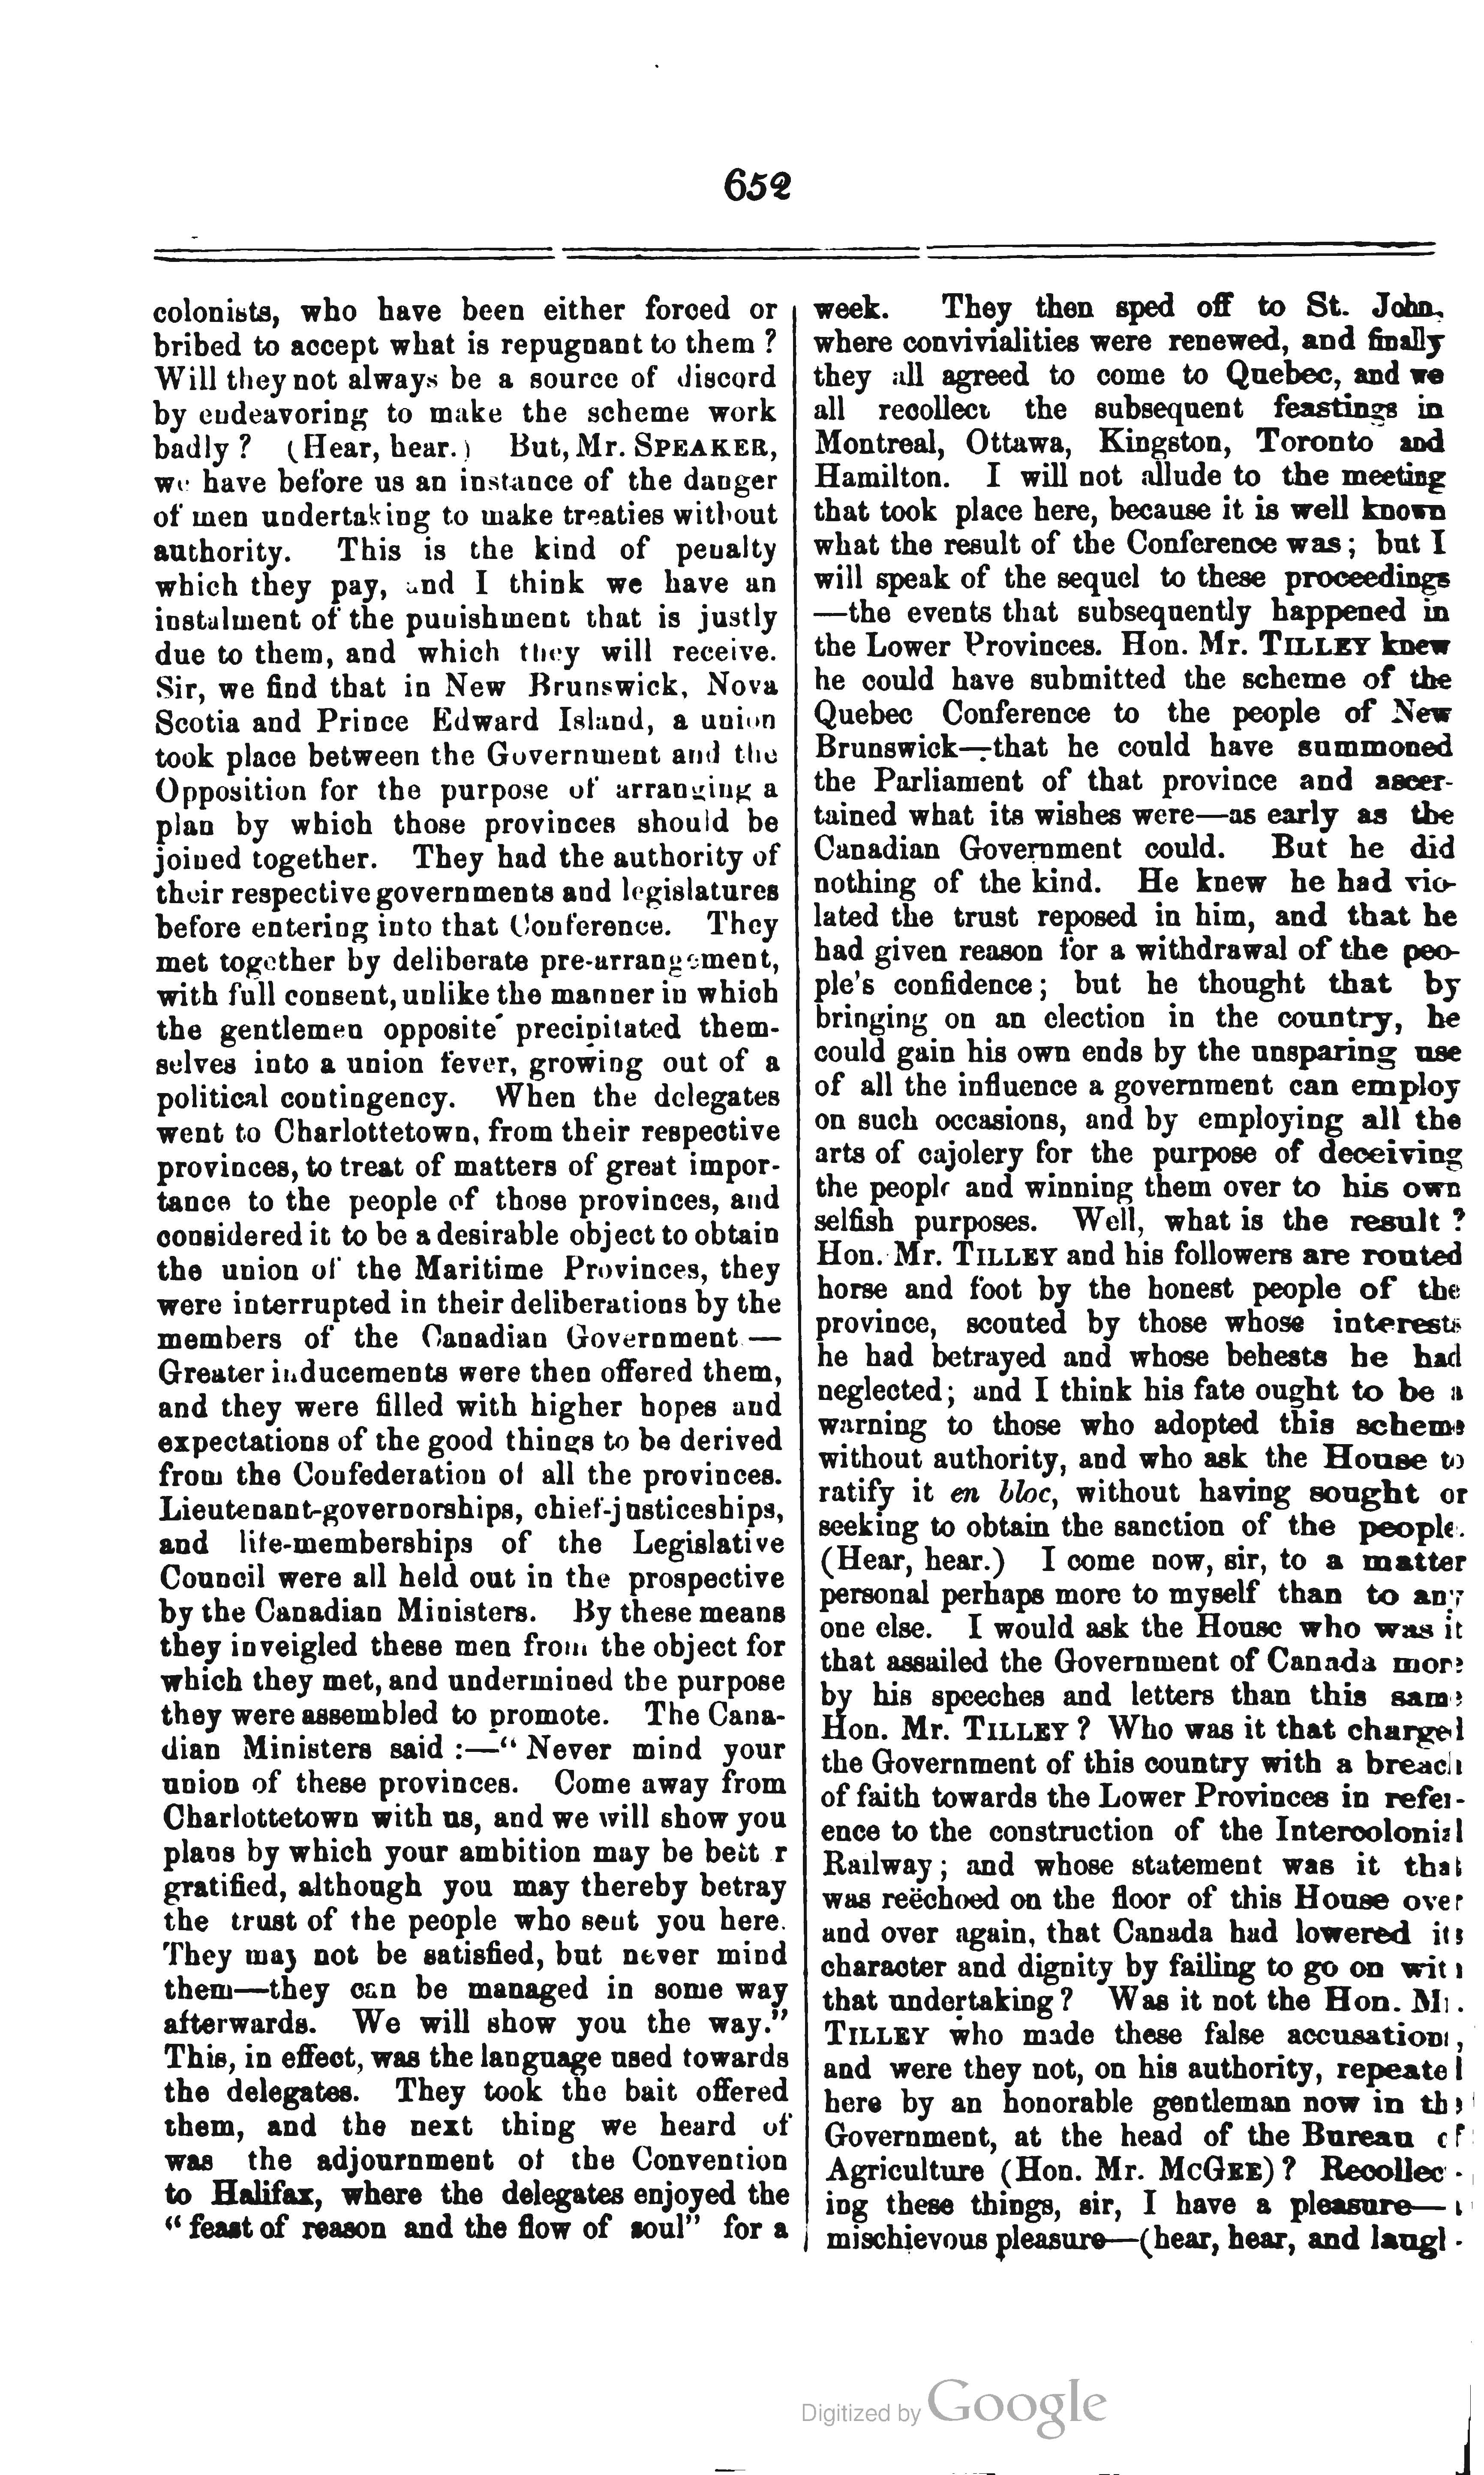 652
colonists, who have been either forced or
bribed to accept what is repugnant to them ?
Will they not always be a source of discord
by endeavoring to make the scheme work
badly ? (Hear, hear.) But, Mr. SPEAKER,
we have before us an instance of the danger
of men undertaking to make treaties without
authority. This is the kind of penalty
which they pay, and I think we have an
instalment of the punishment that is justly
due to them, and which they will receive.
Sir, we find that in New Brunswick, Nova
Scotia and Prince Edward Island, a union
took place between the Government and the
Opposition for the purpose of arranging a
plan by which those provinces should be
joined together. They had the authority of
their respective governments and legislatures
before entering into that Conference. They
met together by deliberate pre-arrangement,
with full consent, unlike the manner in which
the gentlemen opposite precipitated them-
selves into a union fever, growing out of a
political contingency. When the delegates
went to Charlottetown, from their respective
provinces, to treat of matters of great impor-
tance to the people of those provinces, and
considered it to be a desirable object to obtain
the union of the Maritime Provinces, they
were interrupted in their deliberations by the
members of the Canadian Government.—
Greater inducements were then offered them,
and they were filled with higher hopes and
expectations of the good things to be derived
from the Confederation of all the provinces.
Lieutenant-governorships, chief-justiceships,
and life-memberships of the Legislative
Council were all held out in the prospective
by the Canadian Ministers. By these means
they inveigled these men from the object for
which they met, and undermined the purpose
they were assembled to promote. The Cana-
dian Ministers said :—“ Never mind your
union of these provinces. Come away from
Charlottetown with us, and we will show you
plans by which your ambition may be bett r
gratified, although you may thereby betray
the trust of the people who sent you here.
They may not be satisfied, but never mind
them—they can be managed in some way
afterwards. We will show you the way.”
This, in effect, was the language used towards
the delegates. They took the bait offered
them, and the next thing we heard of
was the adjournment of the Convention
to Halifax, where the delegates enjoyed the
“ feast of reason and the flow of soul” for a
week. They then sped off to St. John,
where convivialities were renewed, and finally
they all agreed to come to Quebec, and we
all recollect the subsequent feastings in
Montreal, Ottawa, Kingston, Toronto and
Hamilton. I will not allude to the meeting
that took place here, because it is well known
what the result of the Conference was ; but I
will speak of the sequel to these proceedings
—the events that subsequently happened in
the Lower Provinces. Hon. Mr. TILLEY knew
he could have submitted the scheme of the
Quebec Conference to the people of New
Brunswick—that he could have summoned
the Parliament of that province and ascer-
tained what its wishes were—as early as the
Canadian Government could. But he did
nothing of the kind. He knew he had vio-
lated the trust reposed in him, and that he
had given reason for a withdrawal of the peo-
ple's confidence ; but he thought that by
bringing on an election in the country, he
could gain his own ends by the unsparing use
of all the influence a government can employ
on such occasions, and by employing all the
arts of cajolery for the purpose of deceiving
the people and winning them over to his own
selfish purposes. Well, what is the result ?
Hon. Mr. TILLEY and his followers are routed
horse and foot by the honest people of the
province, scouted by those whose interests
he had betrayed and whose behests he had
neglected ; and I think his fate ought to be a
warning to those who adopted this scheme
without authority, and who ask the House to
ratify it en bloc, without having sought or
seeking to obtain the sanction of the people.
(Hear, hear.) I come now, sir, to a matter
personal perhaps more to myself than to any
one else. I would ask the House who was it
that assailed the Government of Canada more
by his speeches and letters than this same
Hon. Mr. TILLEY ? Who was it that charged
the Government of this country with a breach
of faith towards the Lower Provinces in refer-
ence to the construction of the Intercolonial
Railway ; and whose statement was it that
was reëchoed on the floor of this House over
and over again, that Canada had lowered its
character and dignity by failing to go on with
that undertaking ? Was it not the Hon. Mr.
TILLEY who made these false accusations,
and were they not, on his authority, repeated
here by an honorable gentleman now in the
Government, at the head of the Bureau of
Agriculture (Hon. Mr. MCGEE) ? Recollec-
ing these things, sir, I have a pleasure—a
mischievous pleasure—(hear, hear, and laugh-
Digitized by Google